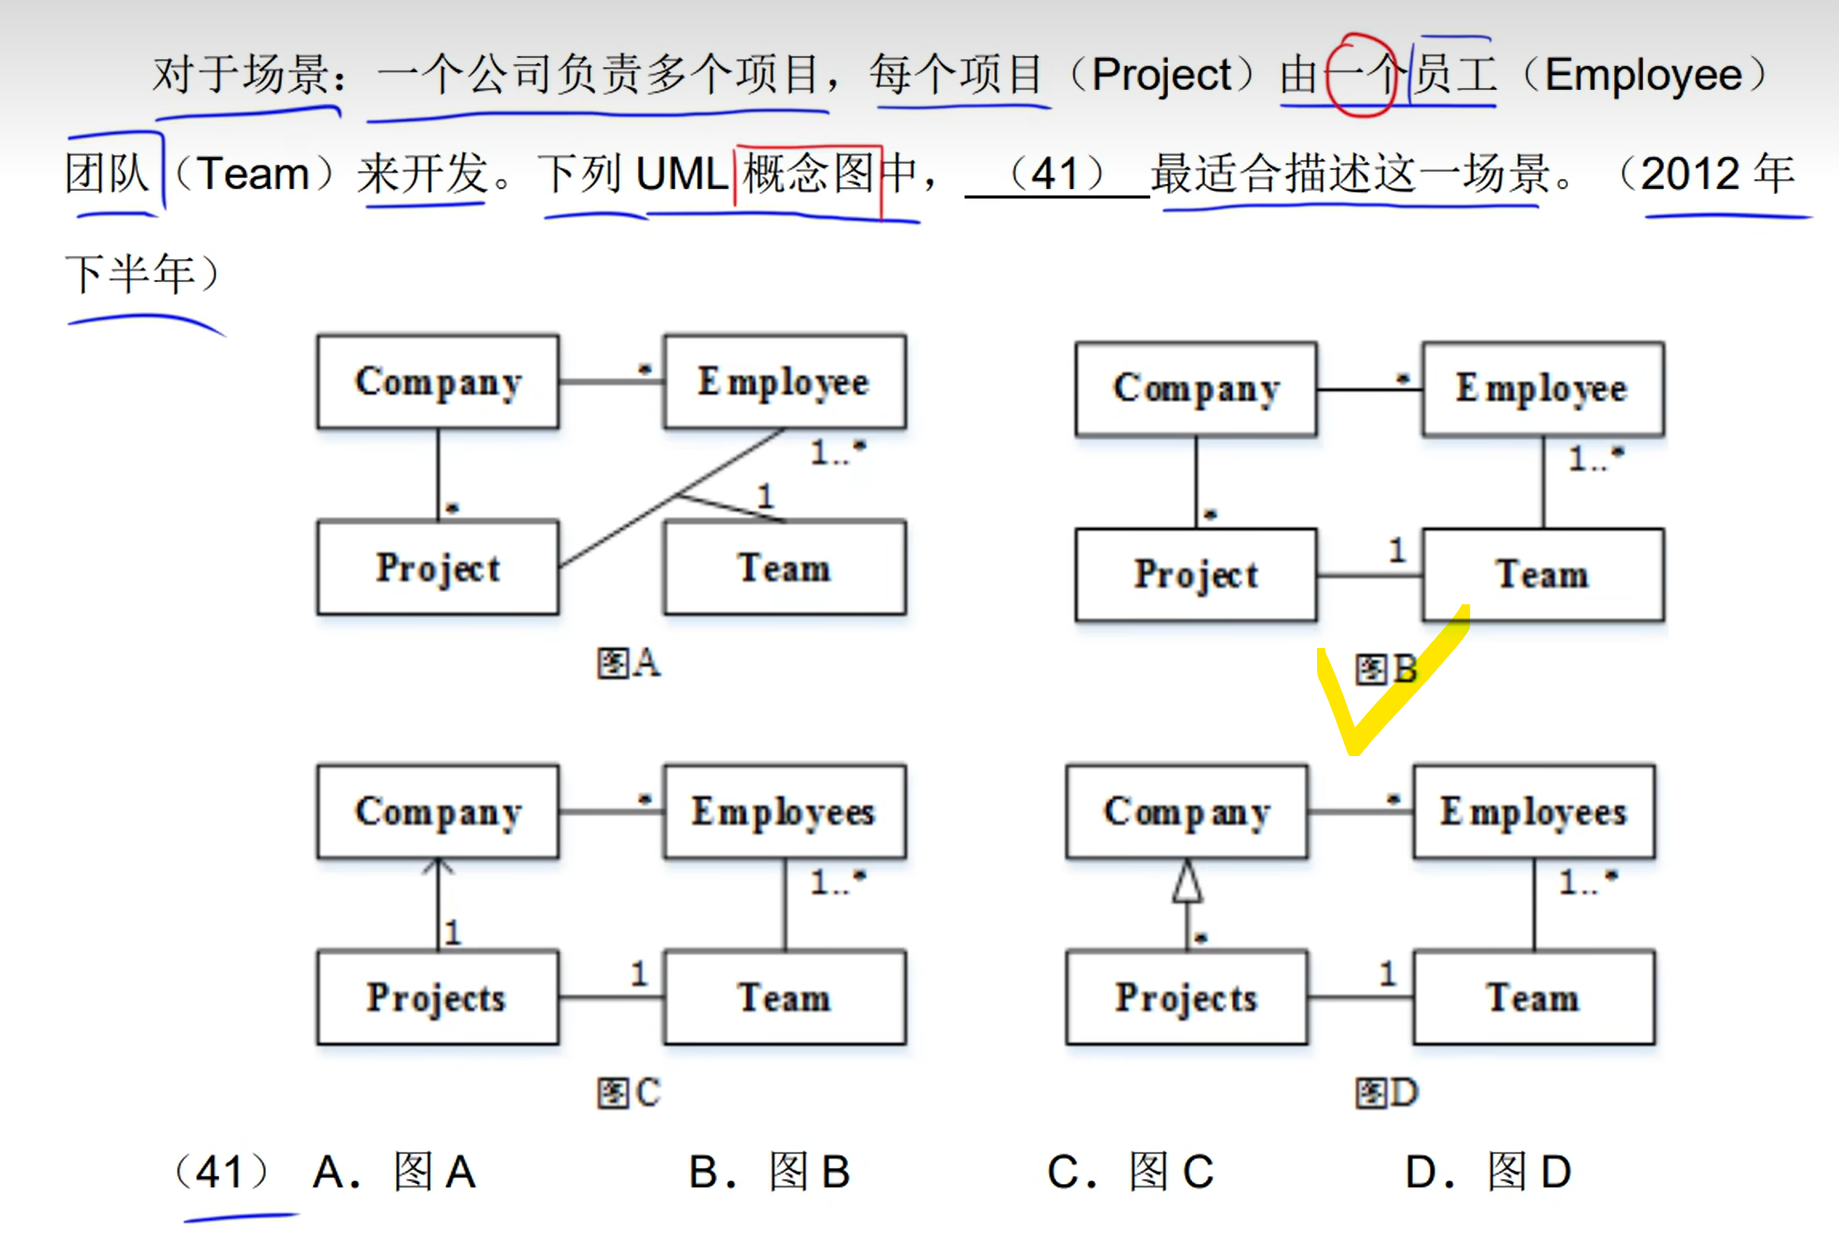 对于场景：一个公司负责多个项目，每个项目（Project）由一个员工（Employee）
团队（Team）来开发。下列 UML 概念图中，（41）最适合描述这一场景。（2012 年
下半年）
Company * Employee
1..*
1
*
Project Team
图A
Company * Employee
1..*
*
1
Project Team
图B
Company * Employees
1..*
1
1
Projects Team
图C
Company * Employees
1..*
*
1
Projects Team
图D
（41） A. 图 A B. 图 B C. 图 C D. 图 D